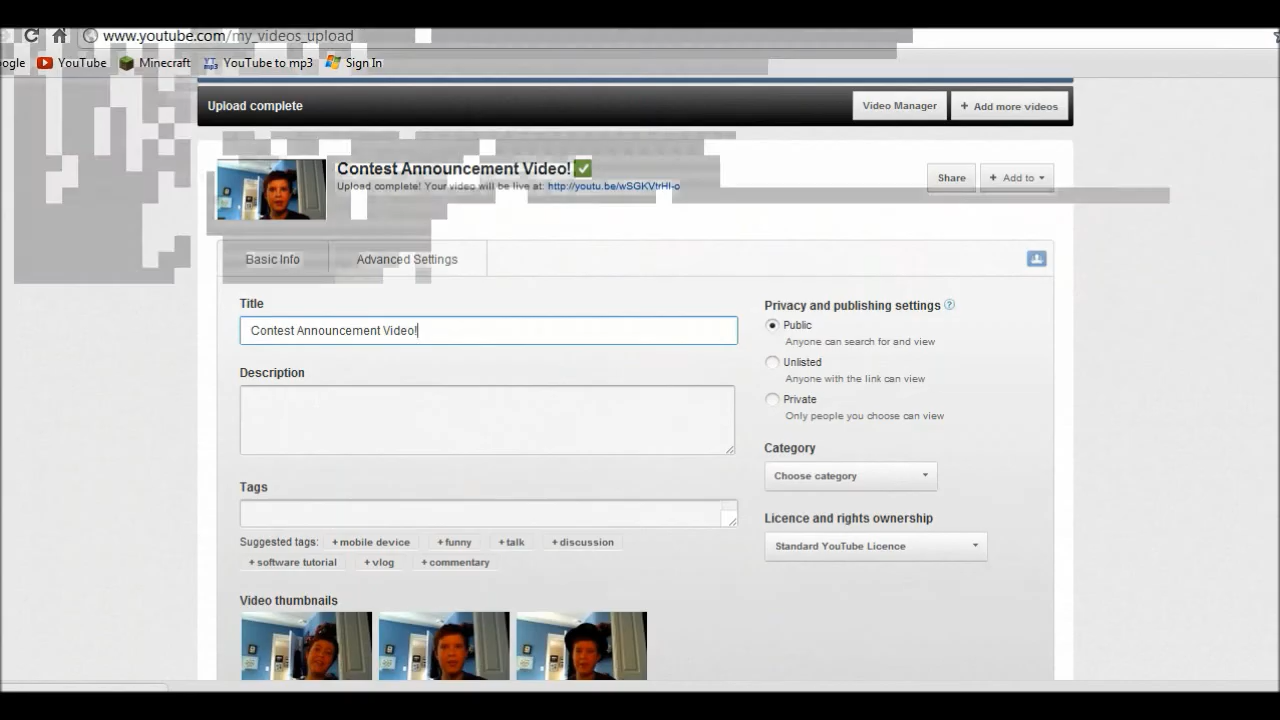 www.youtube.com/my_videos_upload
ogle YouTube Minecraft YouTube to mp3 Sign In
Upload complete Video Manager + Add more videos
Contest Announcement Video!
Upload complete! Your video will be live at: http://youtu.be/wSGKVtrHI-o
Share + Add to
Basic Info Advanced Settings
Title
Contest Announcement Video!
Description
Tags
Suggested tags: + mobile device + funny + talk + discussion
+ software tutorial + vlog + commentary
Video thumbnails
Privacy and publishing settings ?
Public
Anyone can search for and view
Unlisted
Anyone with the link can view
Private
Only people you choose can view
Category
Choose category
Licence and rights ownership
Standard YouTube Licence